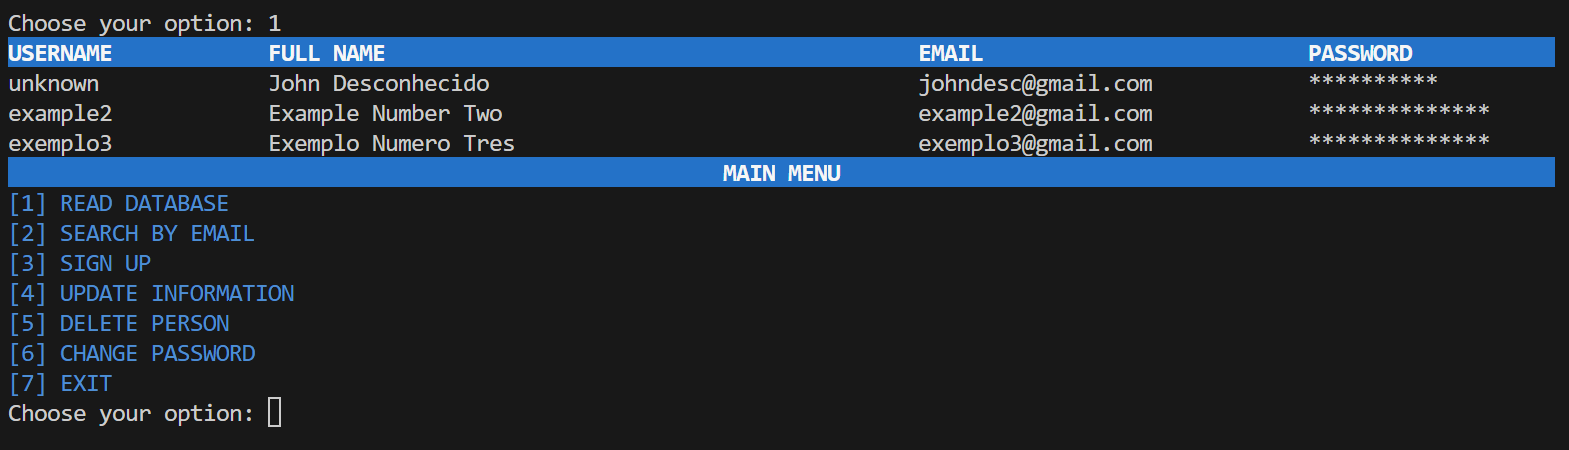 Choose your option: 1
USERNAME FULL NAME EMAIL PASSWORD
unknown John Desconhecido johndesc@gmail.com **********
example2 Example Number Two example2@gmail.com **************
exemplo3 Exemplo Numero Tres exemplo3@gmail.com **************
MAIN MENU
[1] READ DATABASE
[2] SEARCH BY EMAIL
[3] SIGN UP
[4] UPDATE INFORMATION
[5] DELETE PERSON
[6] CHANGE PASSWORD
[7] EXIT
Choose your option: